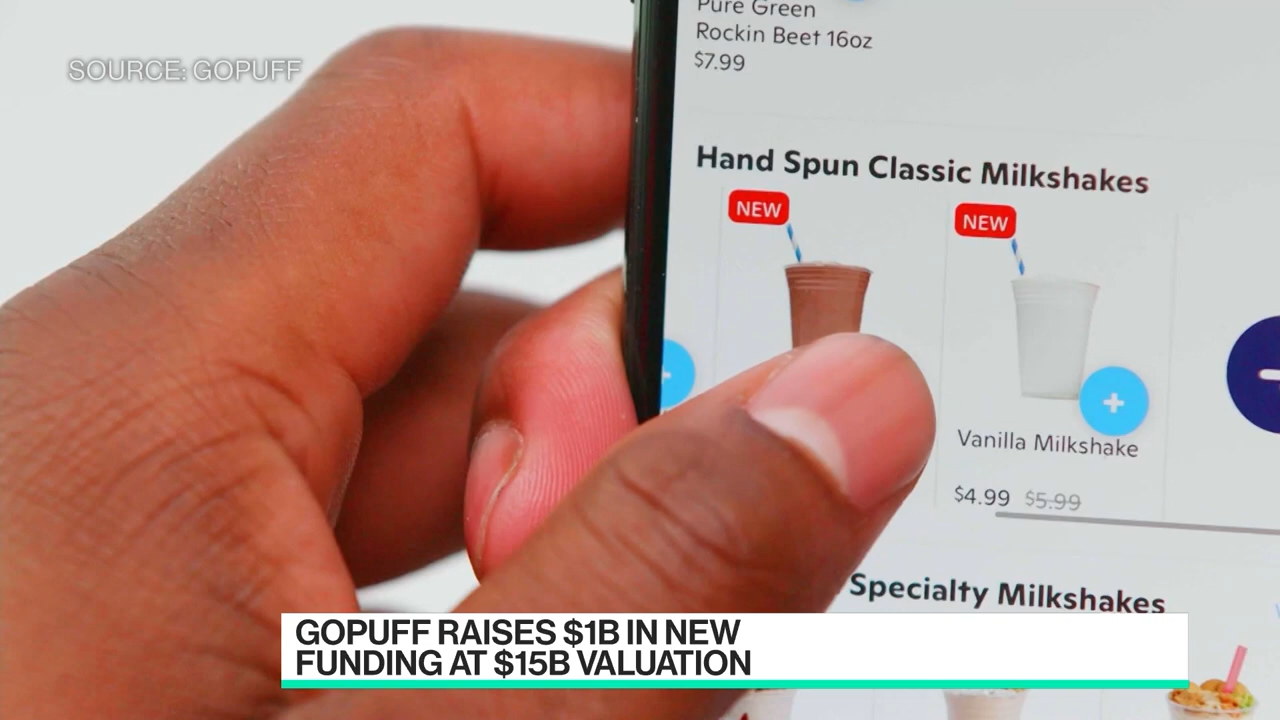 SOURCE: GOPUFF
Pure Green
Rockin Beet 16oz
$7.99
Hand Spun Classic Milkshakes
NEW
NEW
Vanilla Milkshake
$4.99 $5.99
Specialty Milkshakes
GOPUFF RAISES $1B IN NEW
FUNDING AT $15B VALUATION